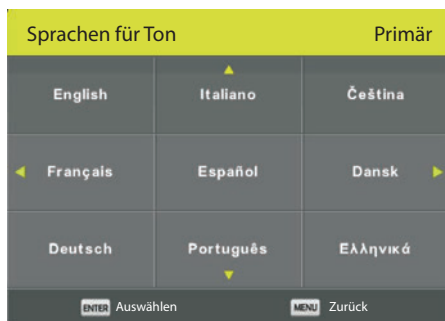 Sprachen für Ton Primär
English Italiano Čeština
Français Español Dansk
Deutsch Português Ελληνικά
ENTER Auswählen MENU Zurück